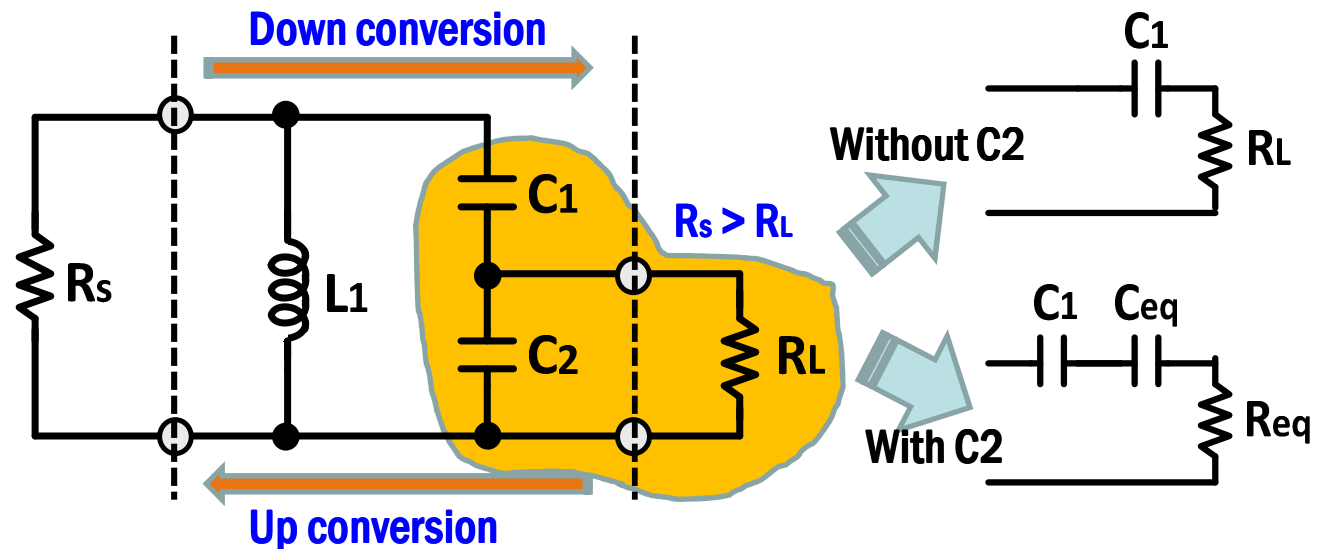 Down conversion
C1
Without C2
RL
C1
Rs > RL
Rs
L1
C2
RL
C1 Ceq
Req
With C2
Up conversion